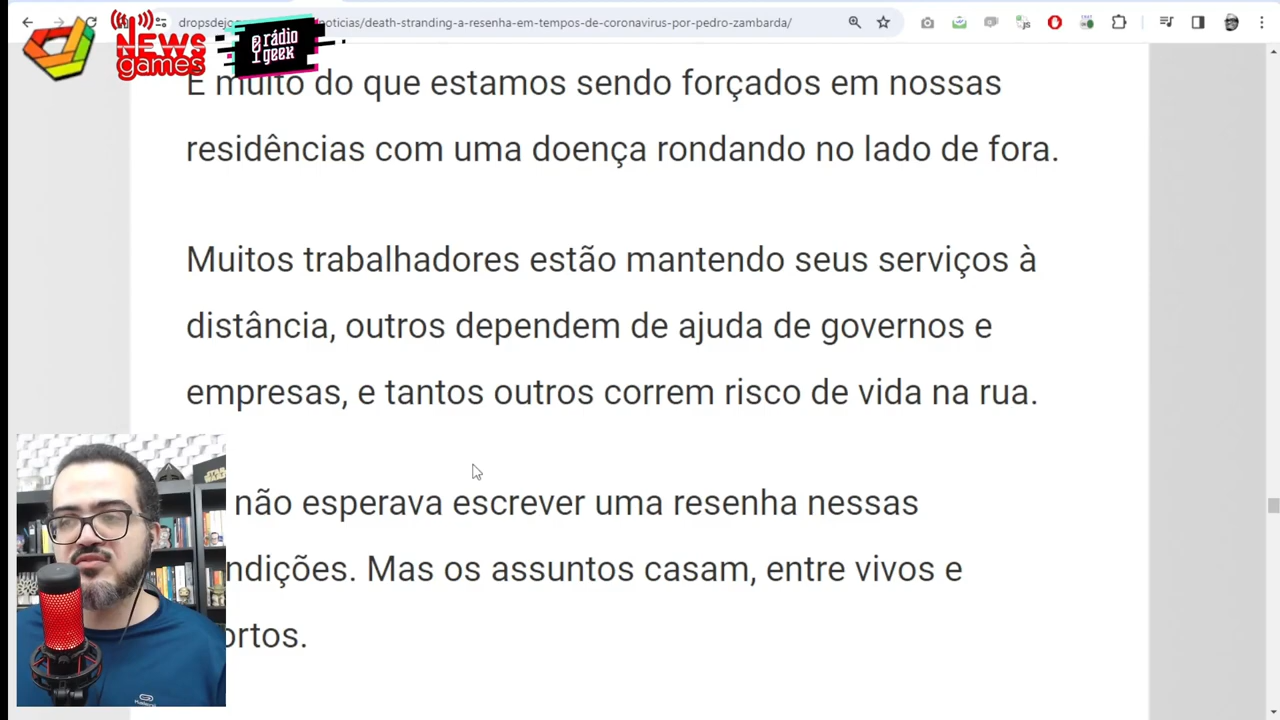 dropsdejo
noticias/death-stranding-a-resenha-em-tempos-de-coronavirus-por-pedro-zambarda/
NEWS
games
rádio
geek
É muito do que estamos sendo forçados em nossas
residências com uma doença rondando no lado de fora.
Muitos trabalhadores estão mantendo seus serviços à
distância, outros dependem de ajuda de governos e
empresas, e tantos outros correm risco de vida na rua.
não esperava escrever uma resenha nessas
ndições. Mas os assuntos casam, entre vivos e
ortos.